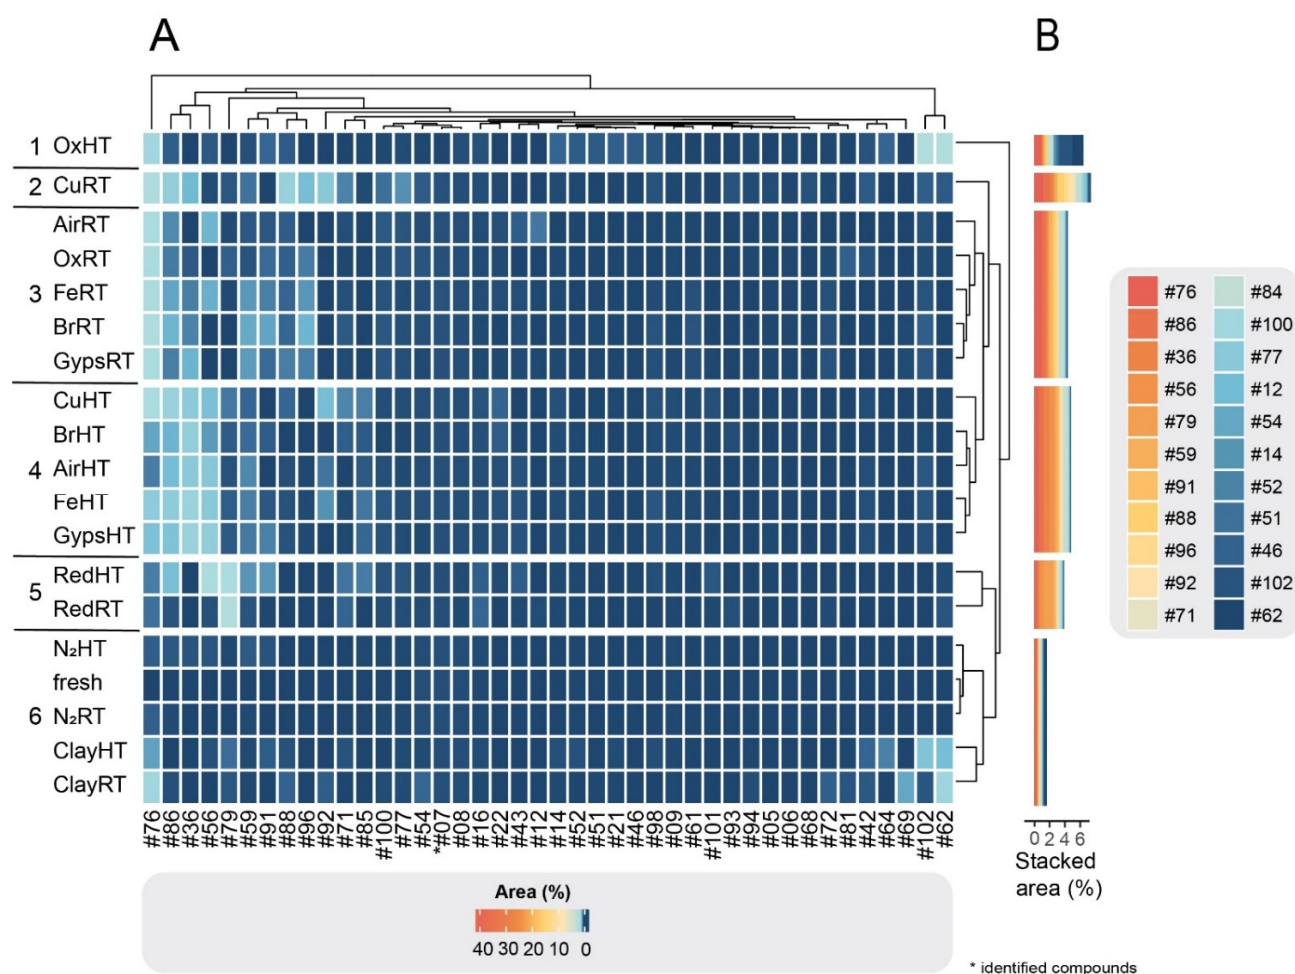 A
B
1 OxHT
2 CuRT
AirRT
OxRT
3 FeRT
BrRT
GypsRT
CuHT
BrHT
4 AirHT
FeHT
GypsHT
5 RedHT
RedRT
N₂HT
fresh
6 N₂RT
ClayHT
ClayRT
#76 #86 #36 #56 #79 #59 #91 #88 #96 #92 #71 #85 #100 #77 #54 *#07 #08 #16 #22 #43 #12 #14 #52 #51 #21 #46 #98 #09 #61 #101 #93 #94 #05 #06 #68 #72 #81 #42 #64 #69 #102 #62
Area (%)
40 30 20 10 0
0 2 4 6
Stacked
area (%)
#76 #84
#86 #100
#36 #77
#56 #12
#79 #54
#59 #14
#91 #52
#88 #51
#96 #46
#92 #102
#71 #62
* identified compounds